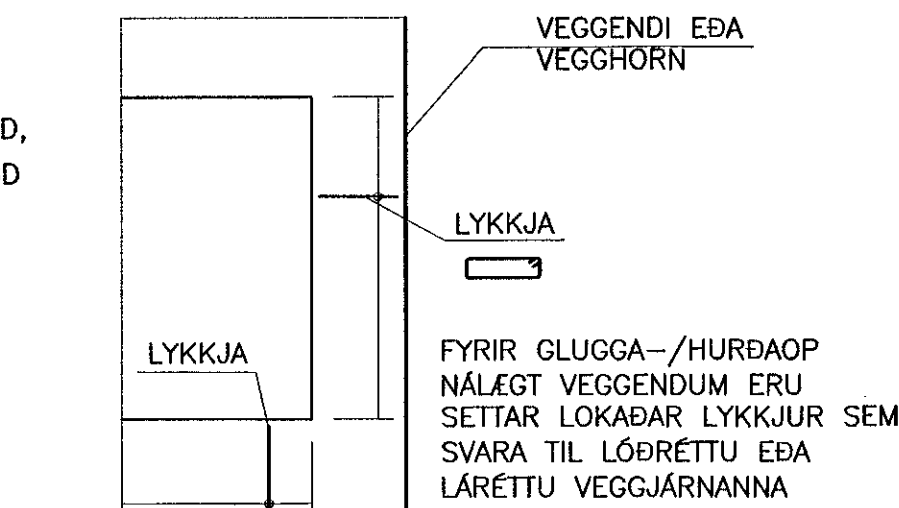 VEGGENDI EÐA
VEGGHORN
D,
D
LYKKJA
LYKKJA
FYRIR GLUGGA-/HURÐAOP
NÁLÆGT VEGGENDUM ERU
SETTAR LOKAÐAR LYKKJUR SEM
SVARA TIL LÓÐRÉTTU EÐA
LÁRÉTTU VEGGJÁRNANNA